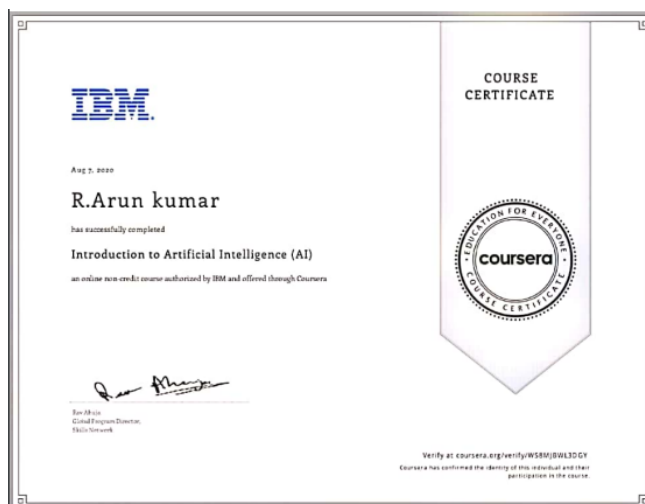 IBM.
COURSE
CERTIFICATE
Aug 7, 2020
R.Arun kumar
has successfully completed
Introduction to Artificial Intelligence (AI)
an online non-credit course authorized by IBM and offered through Coursera
EDUCATION FOR EVERYONE
coursera
COURSE CERTIFICATE
Rav Ahuja
Global Program Director,
Skills Network
Verify at coursera.org/verify/WS8MJBWL3DGY
Coursera has confirmed the identity of this individual and their
participation in the course.